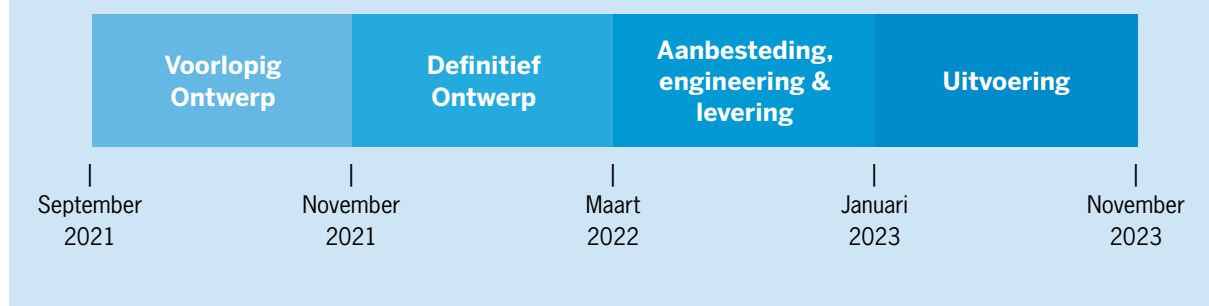 Voorlopig
Ontwerp
Definitief
Ontwerp
Aanbesteding,
engineering &
levering
Uitvoering
September
2021
November
2021
Maart
2022
Januari
2023
November
2023